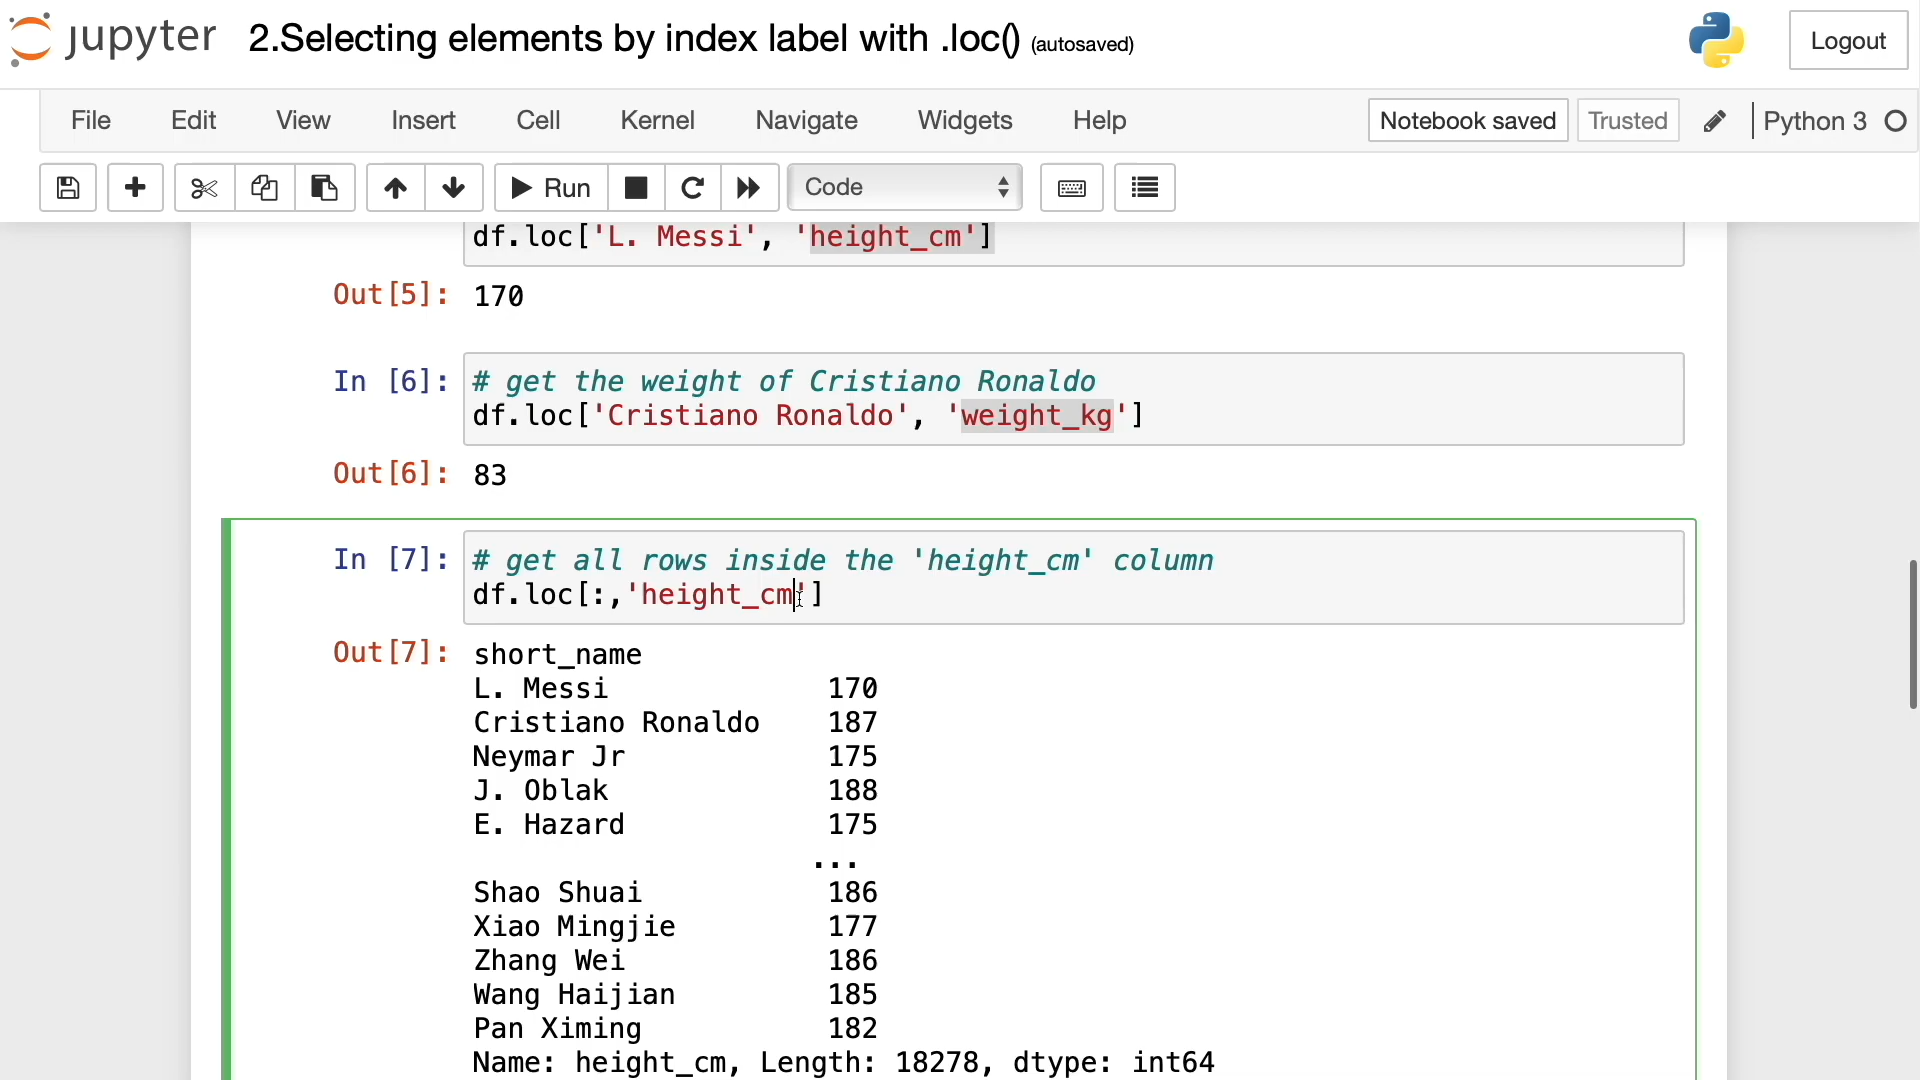 jupyter 2.Selecting elements by index label with .loc() (autosaved) Logout
File Edit View Insert Cell Kernel Navigate Widgets Help Notebook saved Trusted Python 3
Run Code
df.loc['L. Messi', 'height_cm']
Out[5]: 170
In [6]: # get the weight of Cristiano Ronaldo
df.loc['Cristiano Ronaldo', 'weight_kg']
Out[6]: 83
In [7]: # get all rows inside the 'height_cm' column
df.loc[:,'height_cm']
Out[7]: short_name
L. Messi 170
Cristiano Ronaldo 187
Neymar Jr 175
J. Oblak 188
E. Hazard 175
...
Shao Shuai 186
Xiao Mingjie 177
Zhang Wei 186
Wang Haijian 185
Pan Ximing 182
Name: height_cm, Length: 18278, dtype: int64